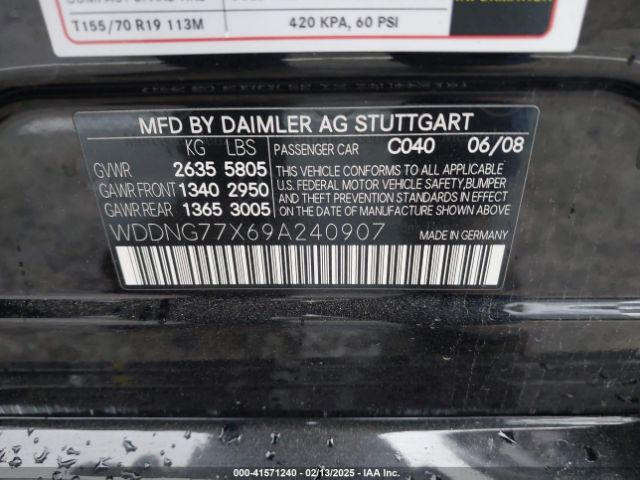 T155/70 R19 113M
420 KPA, 60 PSI
MFD BY DAIMLER AG STUTTGART
KG LBS
PASSENGER CAR C040 06/08
GVWR 2635 5805
GAWR FRONT 1340 2950
GAWR REAR 1365 3005
THIS VEHICLE CONFORMS TO ALL APPLICABLE
U.S. FEDERAL MOTOR VEHICLE SAFETY, BUMPER
AND THEFT PREVENTION STANDARDS IN EFFECT
ON THE DATE OF MANUFACTURE SHOWN ABOVE.
WDDNG77X69A240907
MADE IN GERMANY
000-41571240 - 02/13/2025 - IAA, Inc.